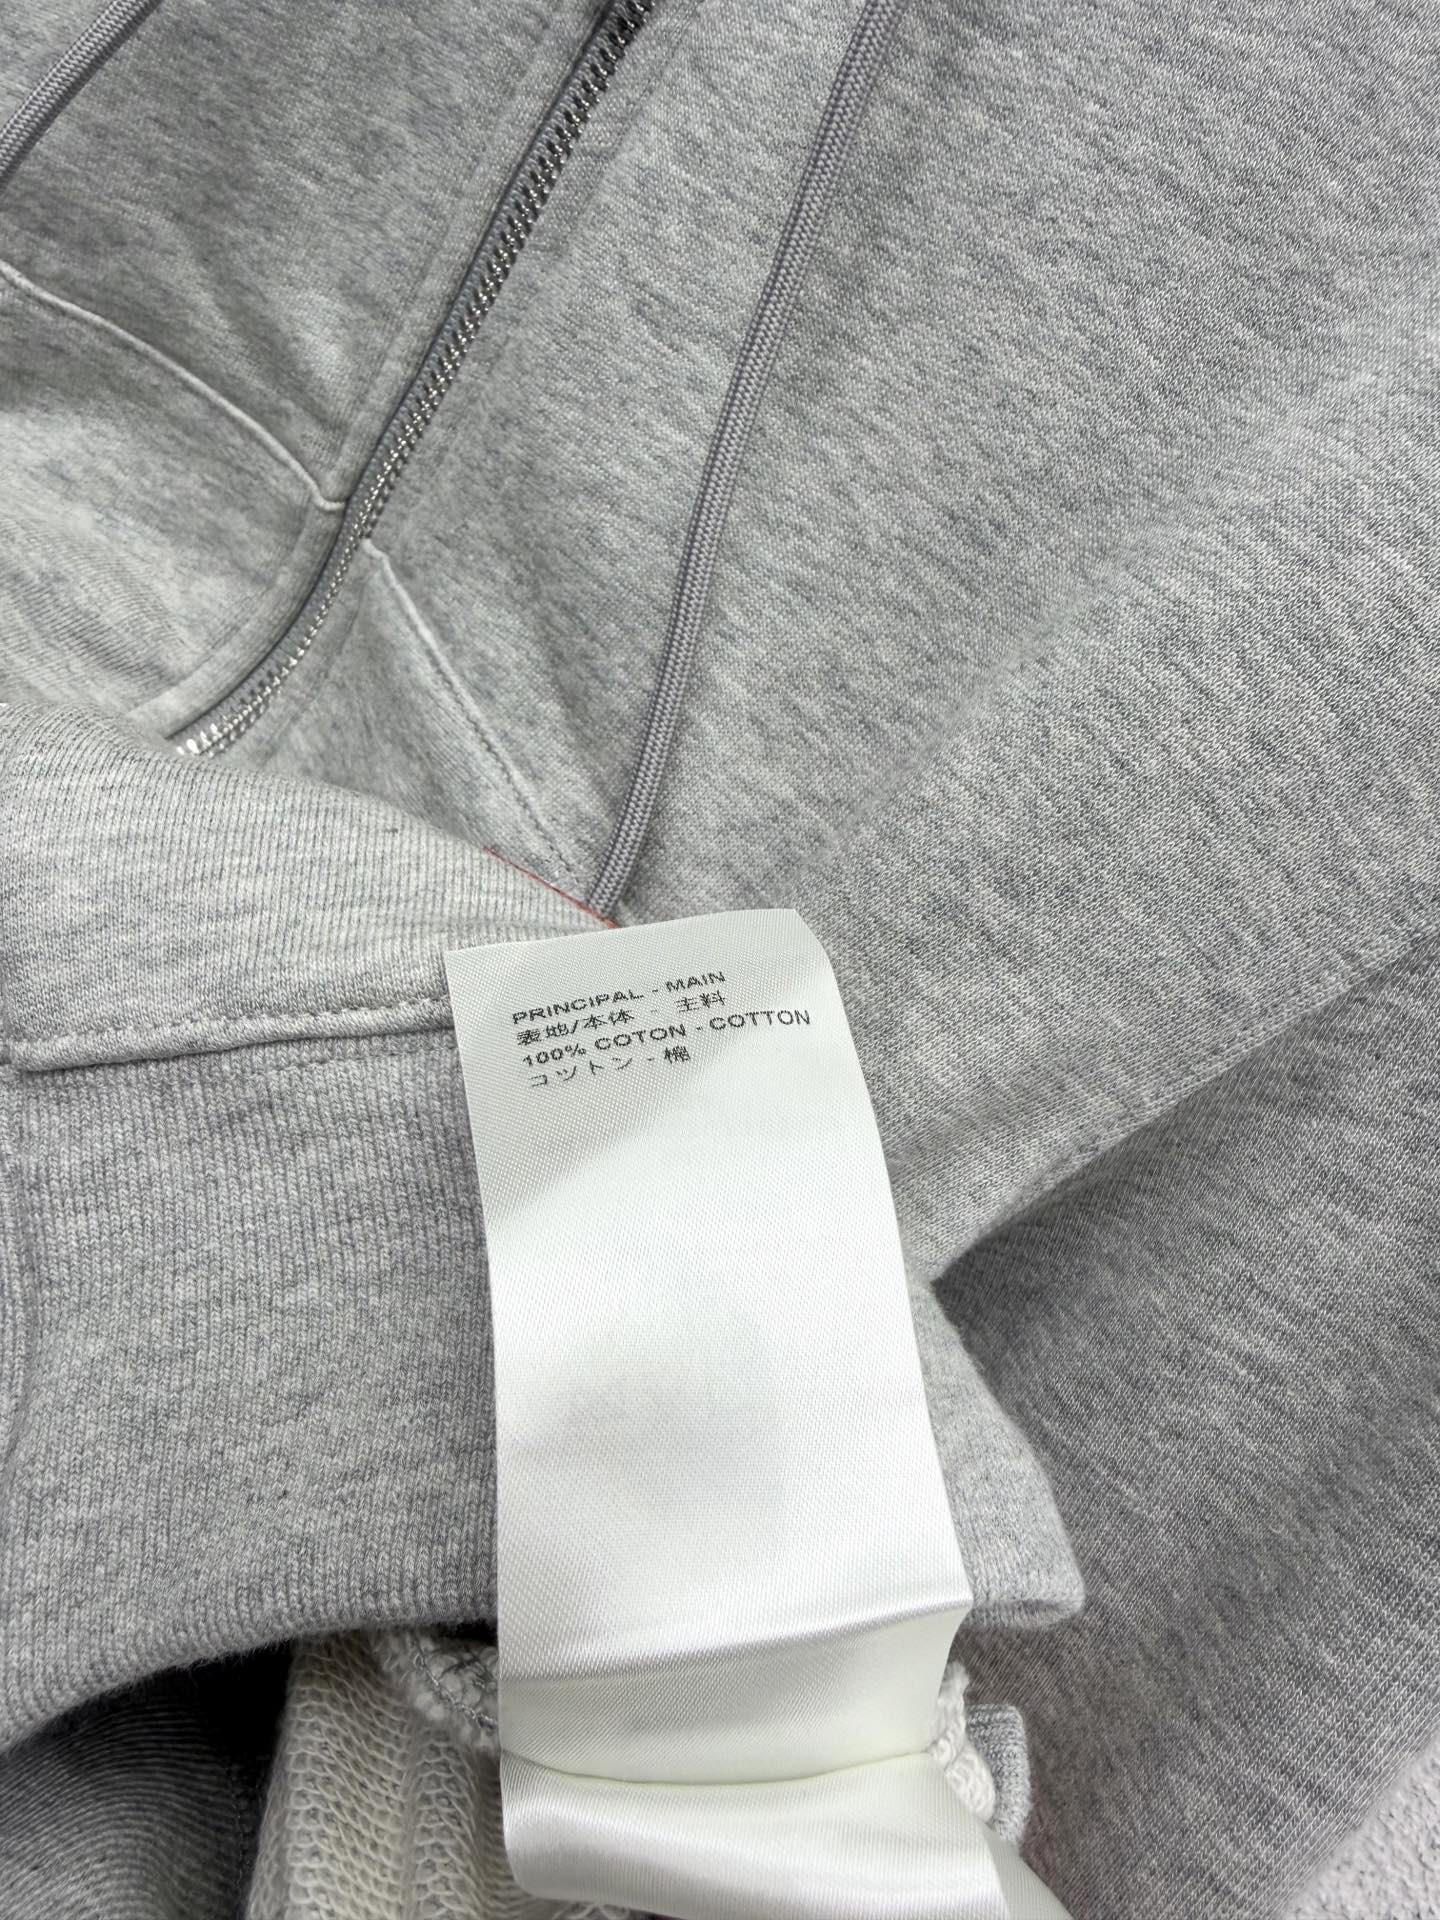 PRINCIPAL - MAIN
表地/本体 - 主料
100% COTON - COTTON
コットン - 棉